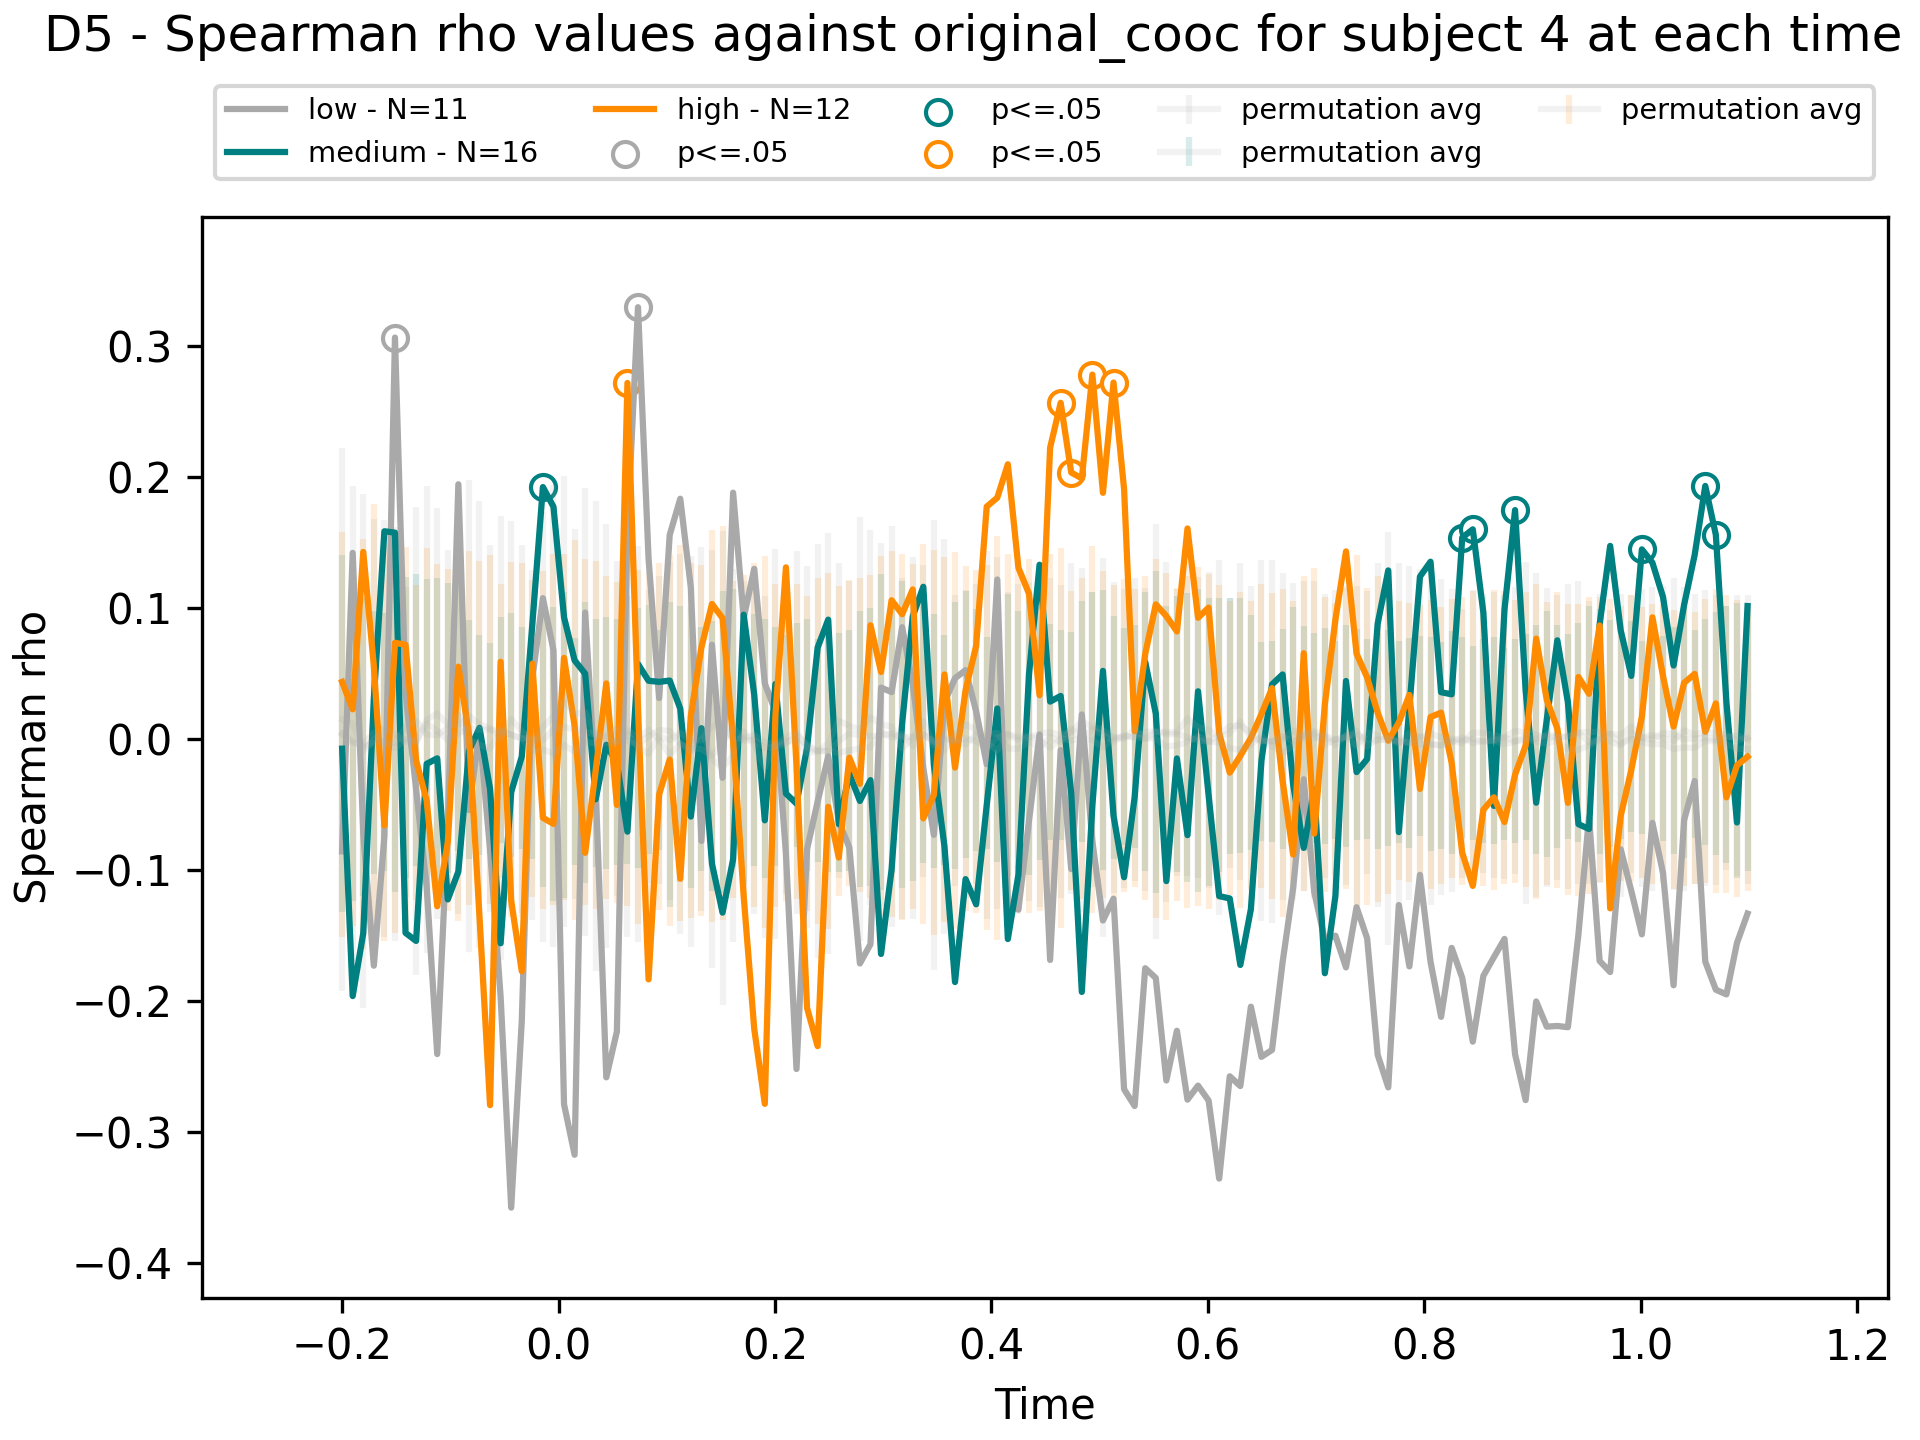 D5 - Spearman rho values against original_cooc for subject 4 at each time
low - N=11
medium - N=16
high - N=12
p<=.05
p<=.05
p<=.05
permutation avg
permutation avg
permutation avg
Spearman rho
0.3
0.2
0.1
0.0
−0.1
−0.2
−0.3
−0.4
−0.2 0.0 0.2 0.4 0.6 0.8 1.0 1.2
Time